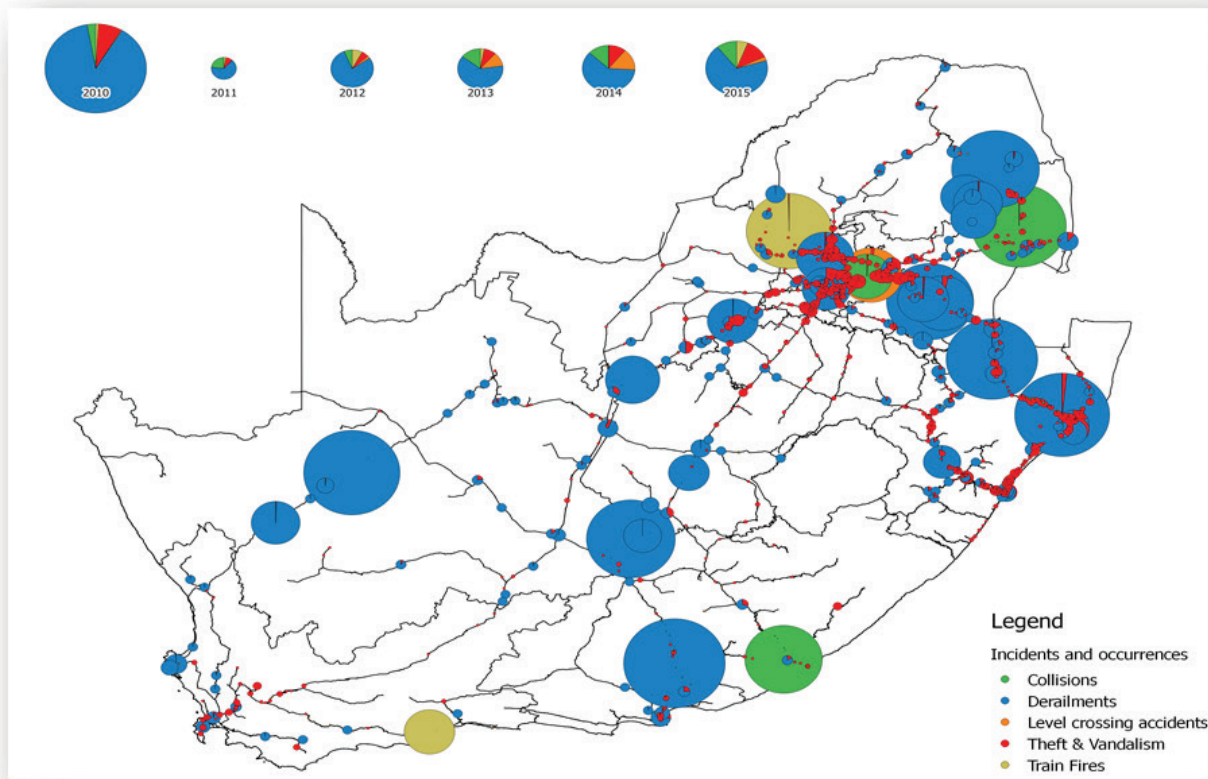 2010
2011
2012
2013
2014
2015
Legend
Incidents and occurrences
Collisions
Derailments
Level crossing accidents
Theft & Vandalism
Train Fires